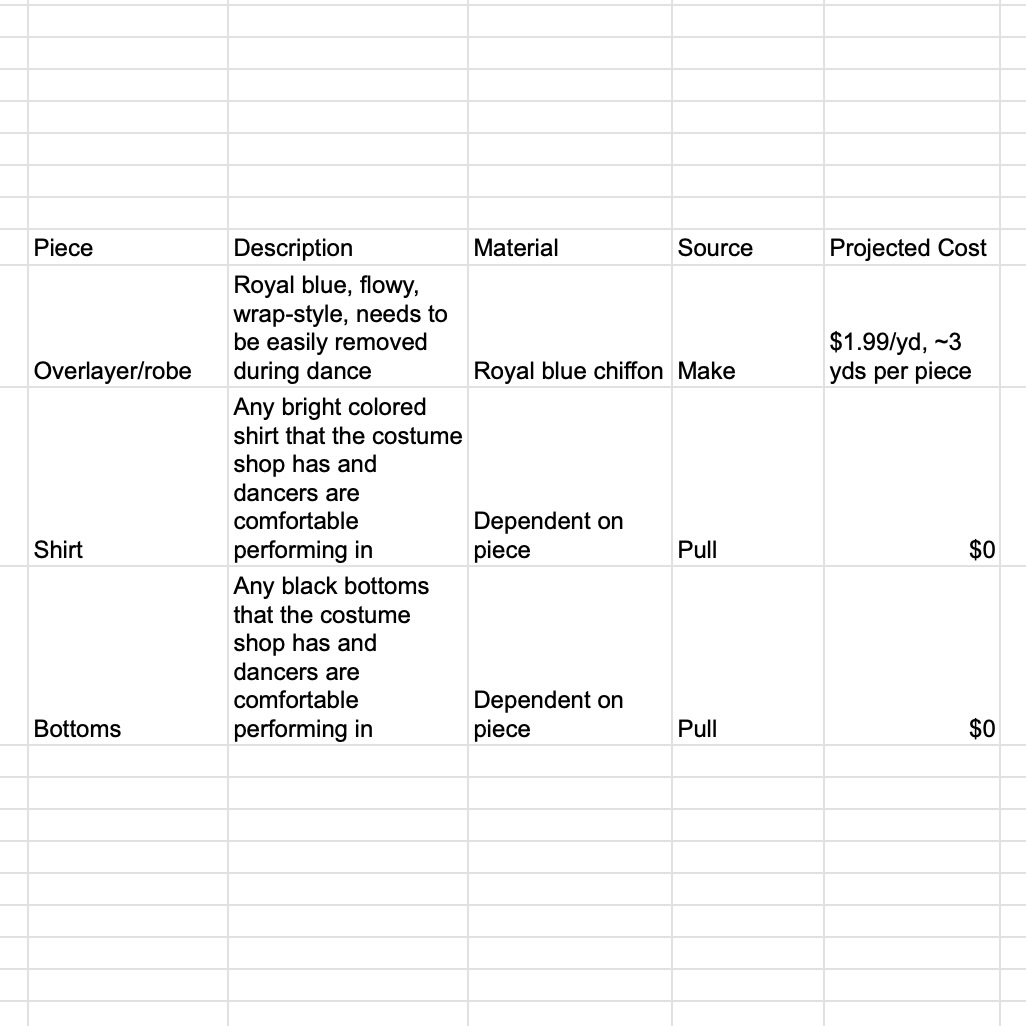 Piece Description Material Source Projected Cost
Royal blue, flowy,
wrap-style, needs to
be easily removed
during dance
Overlayer/robe
Royal blue chiffon
Make
$1.99/yd, ~3
yds per piece
Any bright colored
shirt that the costume
shop has and
dancers are
comfortable
performing in
Shirt
Dependent on
piece
Pull
$0
Any black bottoms
that the costume
shop has and
dancers are
comfortable
performing in
Bottoms
Dependent on
piece
Pull
$0